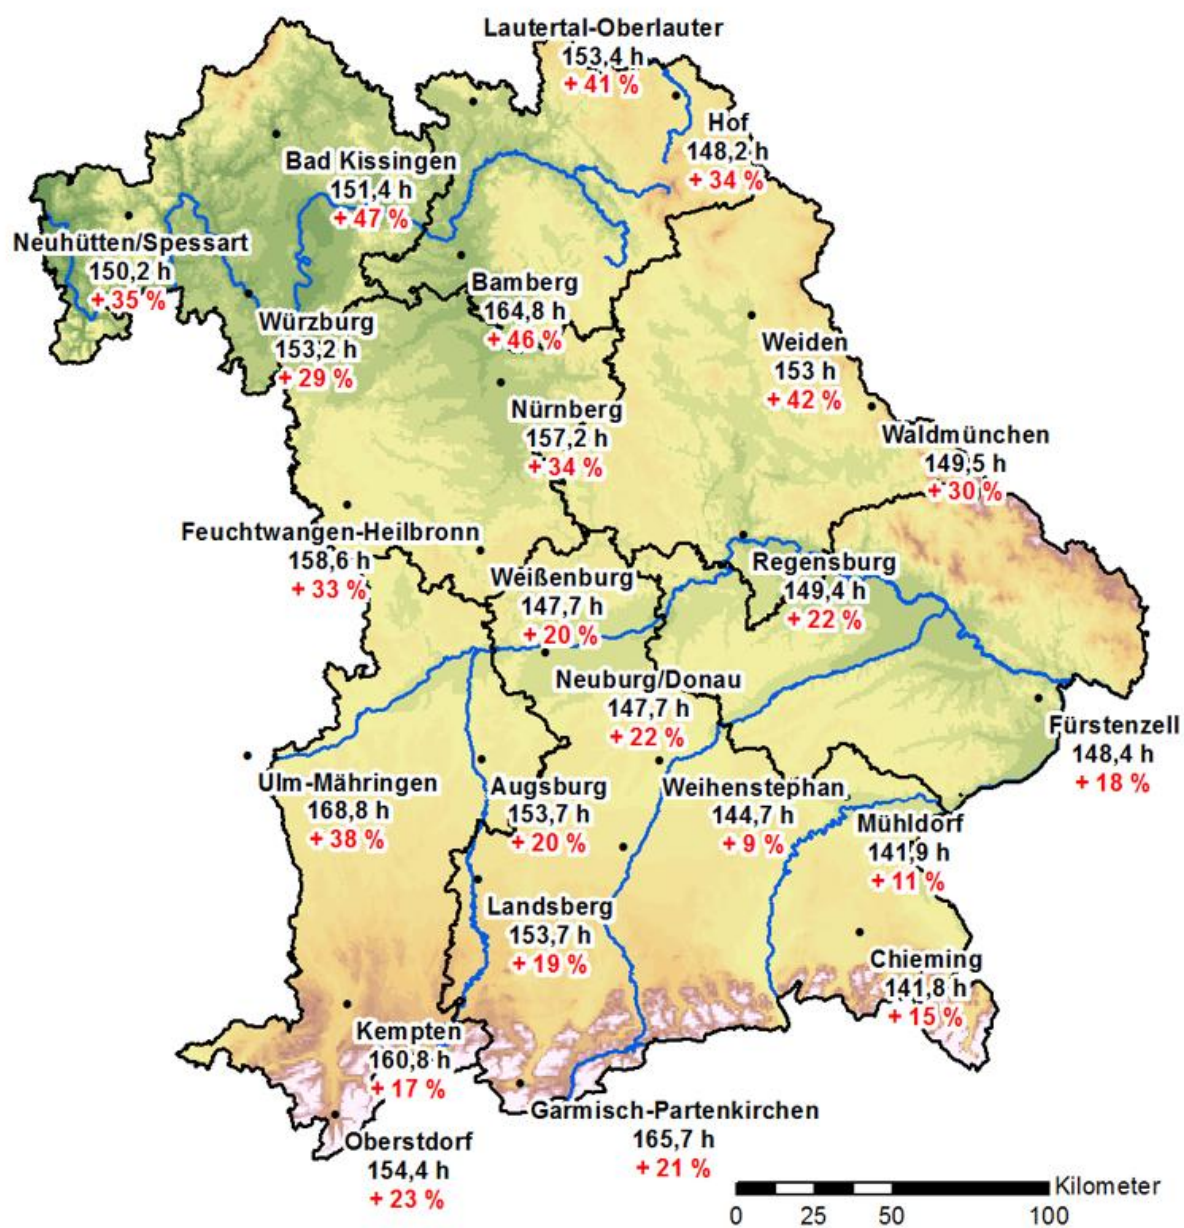 Lautertal-Oberlauter
153,4 h
+ 41 %
Hof
148,2 h
+ 34 %
Bad Kissingen
151,4 h
+ 47 %
Neuhütten/Spessart
150,2 h
+ 35 %
Bamberg
164,8 h
+ 46 %
Würzburg
153,2 h
+ 29 %
Weiden
153 h
+ 42 %
Nürnberg
157,2 h
+ 34 %
Waldmünchen
149,5 h
+ 30 %
Feuchtwangen-Heilbronn
158,6 h
+ 33 %
Weißenburg
147,7 h
+ 20 %
Regensburg
149,4 h
+ 22 %
Neuburg/Donau
147,7 h
+ 22 %
Fürstenzell
148,4 h
+ 18 %
Ulm-Mähringen
168,8 h
+ 38 %
Augsburg
153,7 h
+ 20 %
Weihenstephan
144,7 h
+ 9 %
Mühldorf
141,9 h
+ 11 %
Landsberg
153,7 h
+ 19 %
Chieming
141,8 h
+ 15 %
Kempten
160,8 h
+ 17 %
Garmisch-Partenkirchen
165,7 h
+ 21 %
Oberstdorf
154,4 h
+ 23 %
Kilometer
0 25 50 100